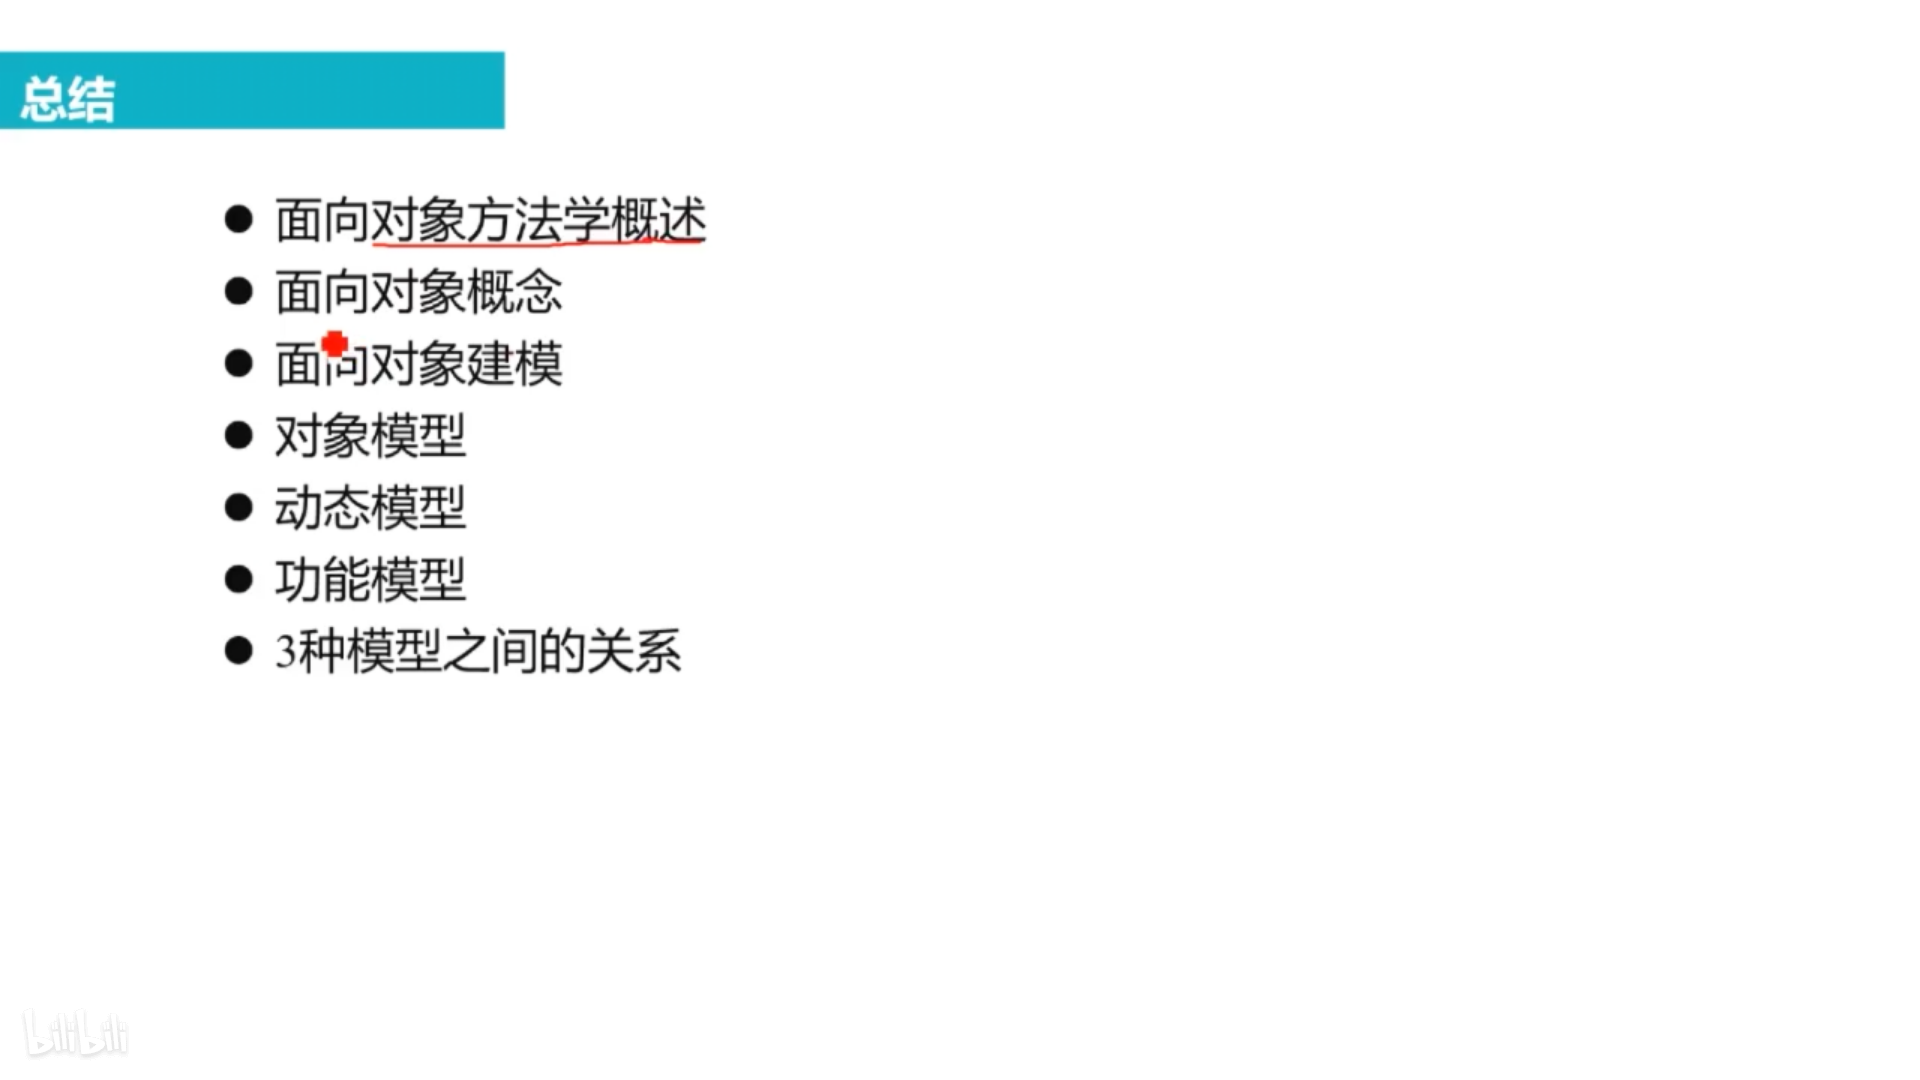 总结
● 面向对象方法学概述
● 面向对象概念
● 面向对象建模
● 对象模型
● 动态模型
● 功能模型
● 3种模型之间的关系
bilibili